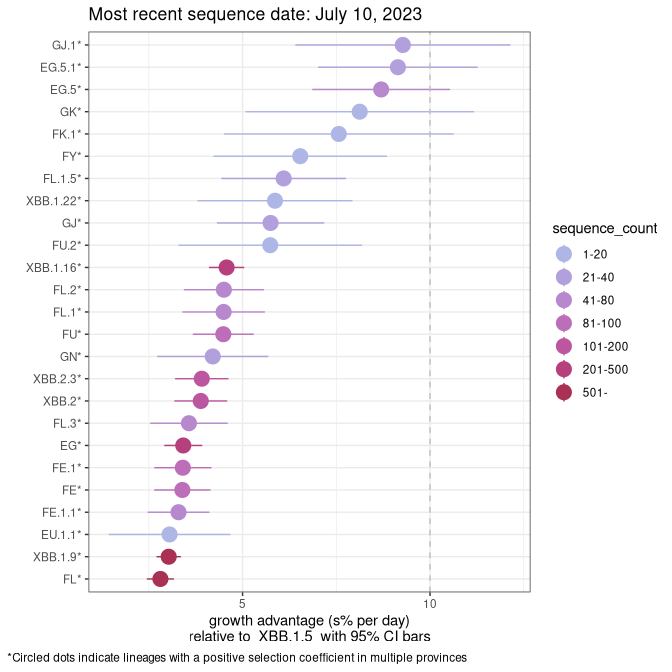 Most recent sequence date: July 10, 2023
GJ.1*
EG.5.1*
EG.5*
GK*
FK.1*
FY*
FL.1.5*
XBB.1.22*
GJ*
FU.2*
XBB.1.16*
FL.2*
FL.1*
FU*
GN*
XBB.2.3*
XBB.2*
FL.3*
EG*
FE.1*
FE*
FE.1.1*
EU.1.1*
XBB.1.9*
FL*
5
10
growth advantage (s% per day)
relative to XBB.1.5 with 95% CI bars
sequence_count
1-20
21-40
41-80
81-100
101-200
201-500
501-
*Circled dots indicate lineages with a positive selection coefficient in multiple provinces